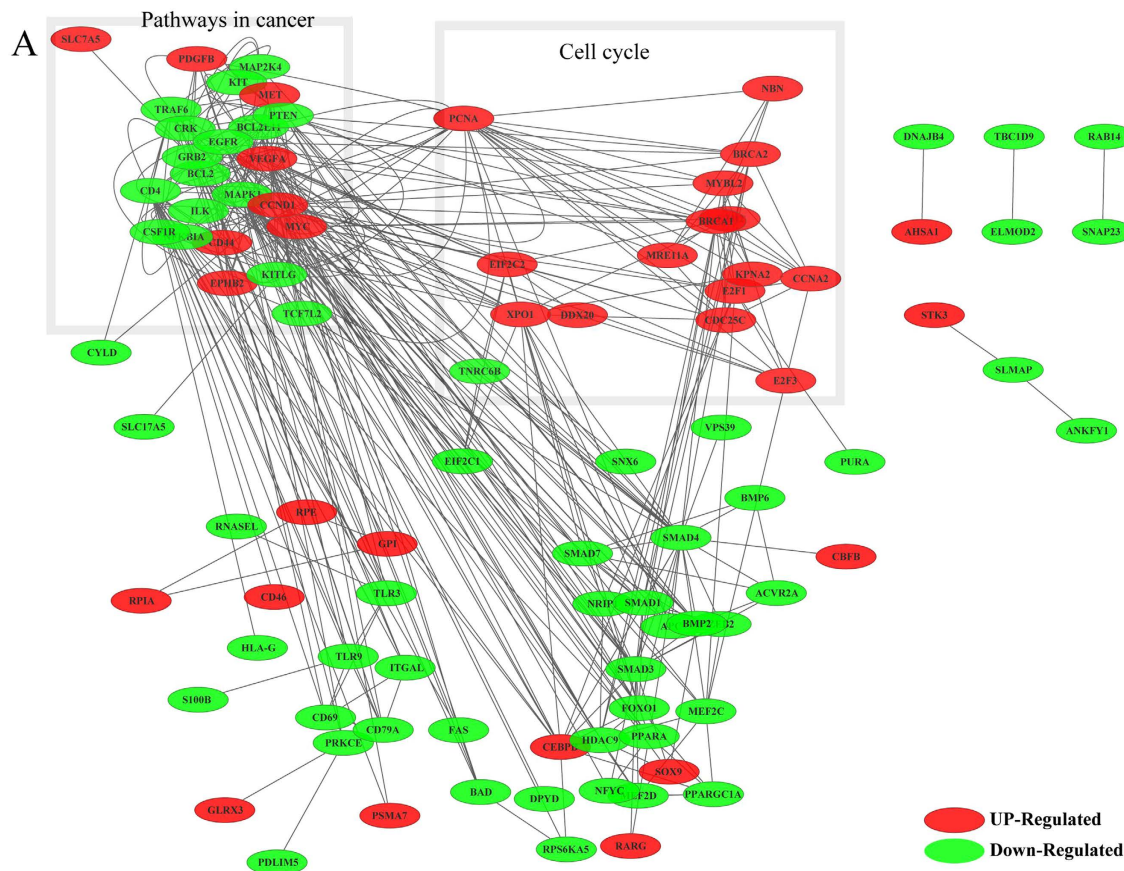 A
Pathways in cancer
Cell cycle
SLC7A5
PDGFB
MAP2K4
KIT
MET
PTEN
TRAF6
CRK
BCL2L11
EGFR
GRB2
VEGFA
BCL2
CD4
MAPK1
ILK
CCND1
MYC
CSF1R
CD44
EPHB2
KITLG
TCF7L2
CYLD
SLC17A5
PCNA
NBN
BRCA2
MYBL2
BRCA1
MRE11A
EIF2C2
KPNA2
CCNA2
E2F1
XPO1
DDX20
CDC25C
E2F3
TNRC6B
EIF2C1
DNAJB4
TBC1D9
RAB14
AHSA1
ELMOD2
SNAP23
STK3
SLMAP
ANKFY1
VPS39
SNX6
PURA
BMP6
SMAD4
SMAD7
CBFB
ACVR2A
SMAD1
BMP2
SMAD3
FOXO1
MEF2C
HDAC9
PPARA
SOX9
NFYC
PPARGC1A
DPYD
RARG
RPS6KA5
BAD
FAS
RNASEL
RPE
GPI
RPIA
CD46
TLR3
HLA-G
TLR9
ITGAL
S100B
CD69
CD79A
PRKCE
GLRX3
PSMA7
PDLIM5
UP-Regulated
Down-Regulated